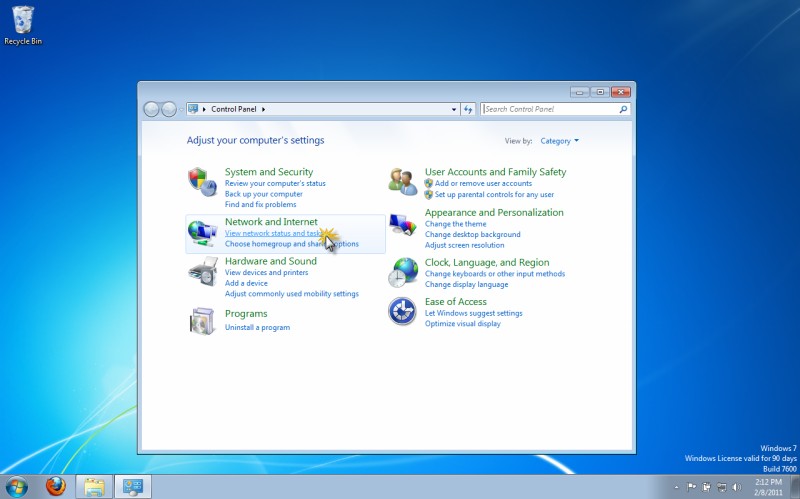 Recycle Bin
Control Panel
Search Control Panel
Adjust your computer's settings
View by:
Category
System and Security
Review your computer's status
Back up your computer
Find and fix problems
Network and Internet
View network status and tasks
Choose homegroup and sharing options
Hardware and Sound
View devices and printers
Add a device
Adjust commonly used mobility settings
Programs
Uninstall a program
User Accounts and Family Safety
Add or remove user accounts
Set up parental controls for any user
Appearance and Personalization
Change the theme
Change desktop background
Adjust screen resolution
Clock, Language, and Region
Change keyboards or other input methods
Change display language
Ease of Access
Let Windows suggest settings
Optimize visual display
Windows 7
Windows License valid for 90 days
Build 7600
2:12 PM
2/8/2011